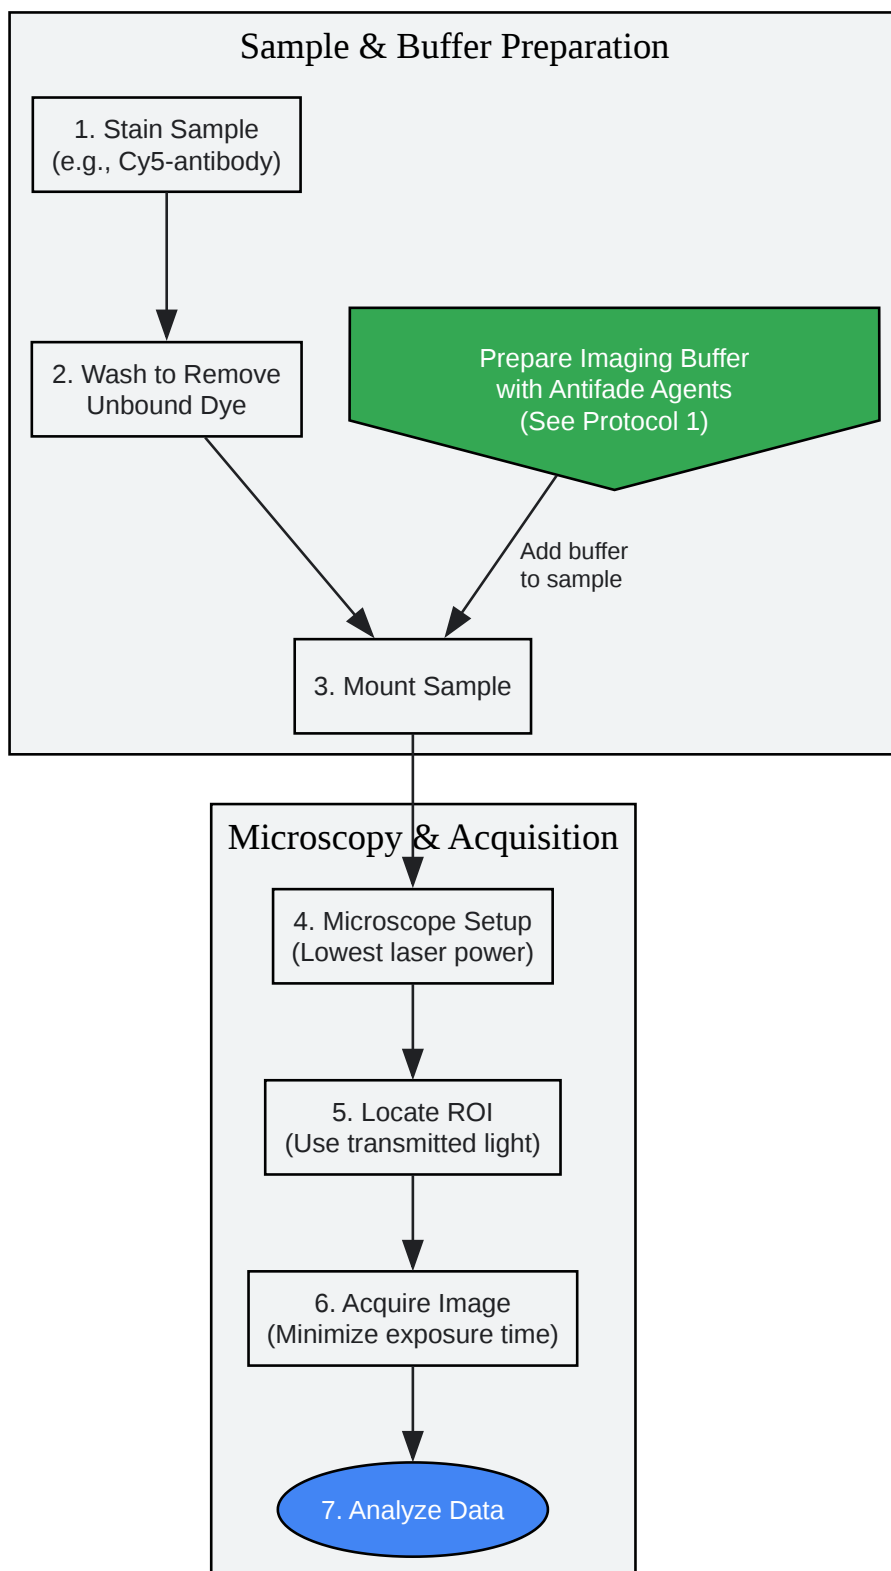 Sample & Buffer Preparation
1. Stain Sample
(e.g., Cy5-antibody)
2. Wash to Remove
Unbound Dye
Prepare Imaging Buffer
with Antifade Agents
(See Protocol 1)
Add buffer
to sample
3. Mount Sample
Microscopy & Acquisition
4. Microscope Setup
(Lowest laser power)
5. Locate ROI
(Use transmitted light)
6. Acquire Image
(Minimize exposure time)
7. Analyze Data